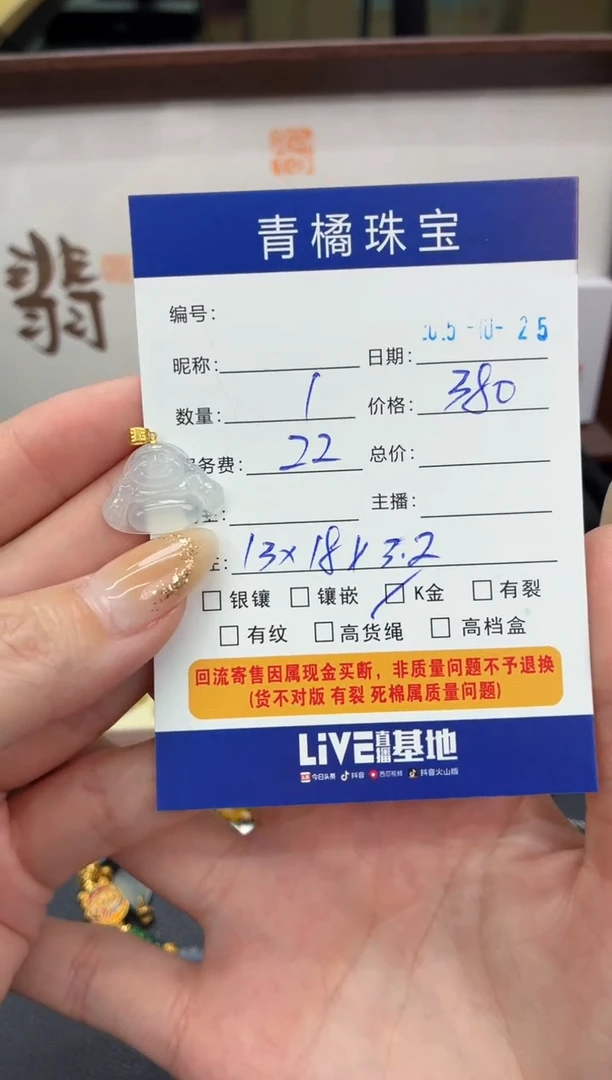 翡
青橘珠宝
编号：
昵称： 日期： 25-10-25
数量： 1 价格： 380
务费： 22 总价：
主播：
13×18×3.2
银镶 镶嵌 K金 有裂
有纹 高货绳 高档盒
回流寄售因属现金买断，非质量问题不予退换
(货不对版 有裂 死棉属质量问题)
LiVE直播基地
今日头条 抖音 西瓜视频 抖音火山版